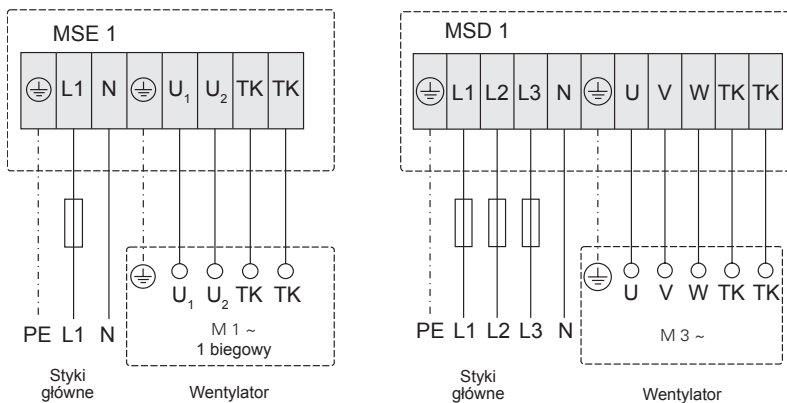 MSE 1
L1 N U1 U2 TK TK
U1 U2 TK TK
M 1 ~
1 biegowy
PE L1 N
Styki
główne
Wentylator
MSD 1
L1 L2 L3 N U V W TK TK
U V W TK TK
M 3 ~
PE L1 L2 L3 N
Styki
główne
Wentylator